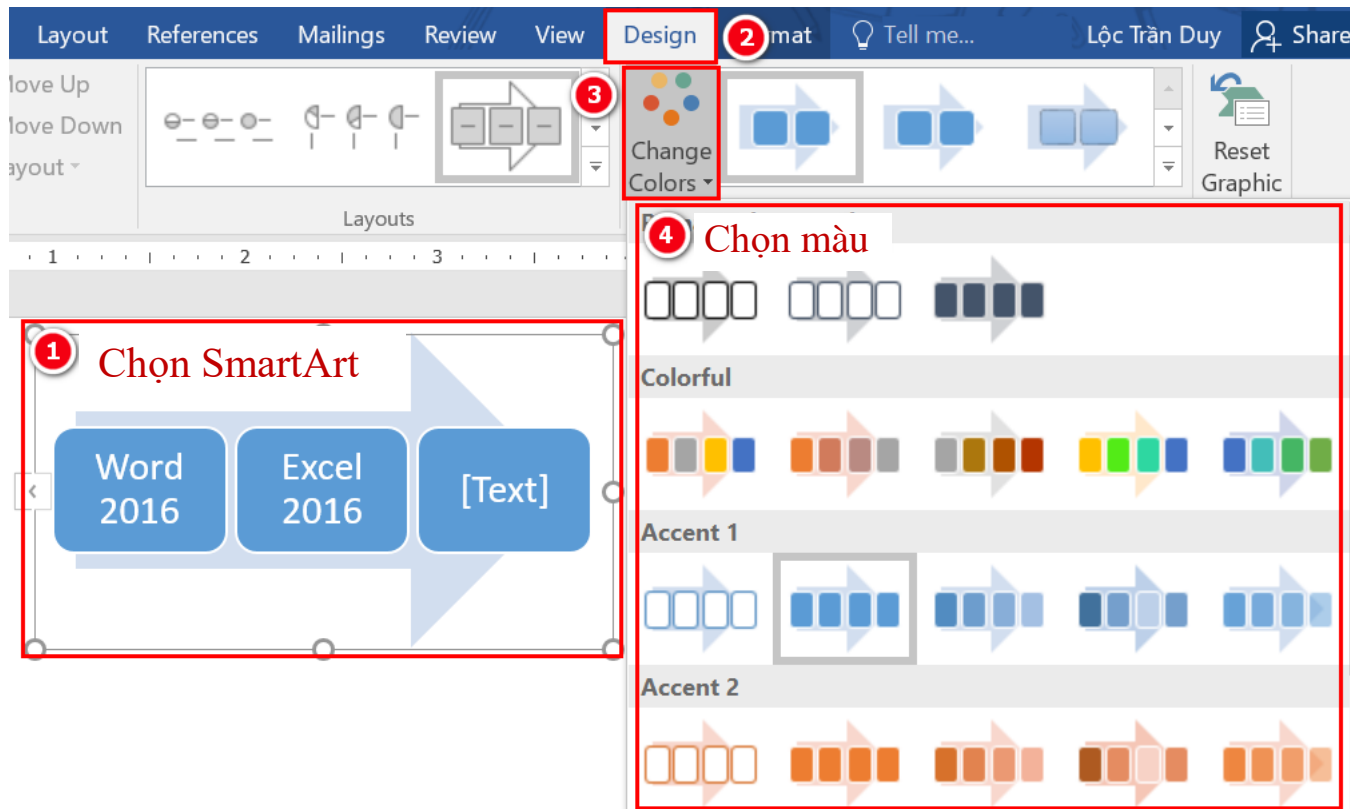 Layout References Mailings Review View Design 2 mat Tell me... Lộc Trần Duy Share
Move Up
Move Down
ayout
3
Change
Colors
Reset
Graphic
Layouts
4 Chọn màu
1 2 3
1 Chọn SmartArt
Word
2016
Excel
2016
[Text]
Colorful
Accent 1
Accent 2